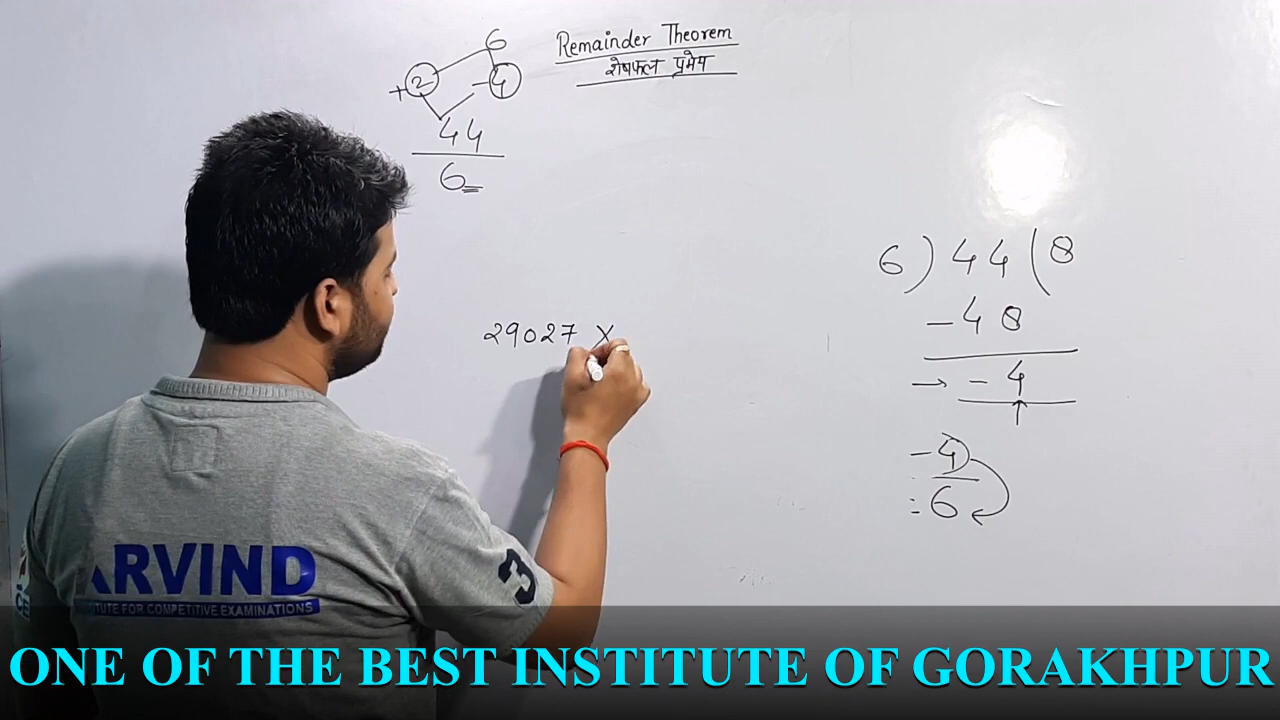 6
Remainder Theorem
शेषफल प्रमेय
+2 -4
44
6
29027 X
6 ) 44 ( 8
- 48
→ - 4
- 4
= 6
ARVIND
INSTITUTE FOR COMPETITIVE EXAMINATIONS
3
ONE OF THE BEST INSTITUTE OF GORAKHPUR